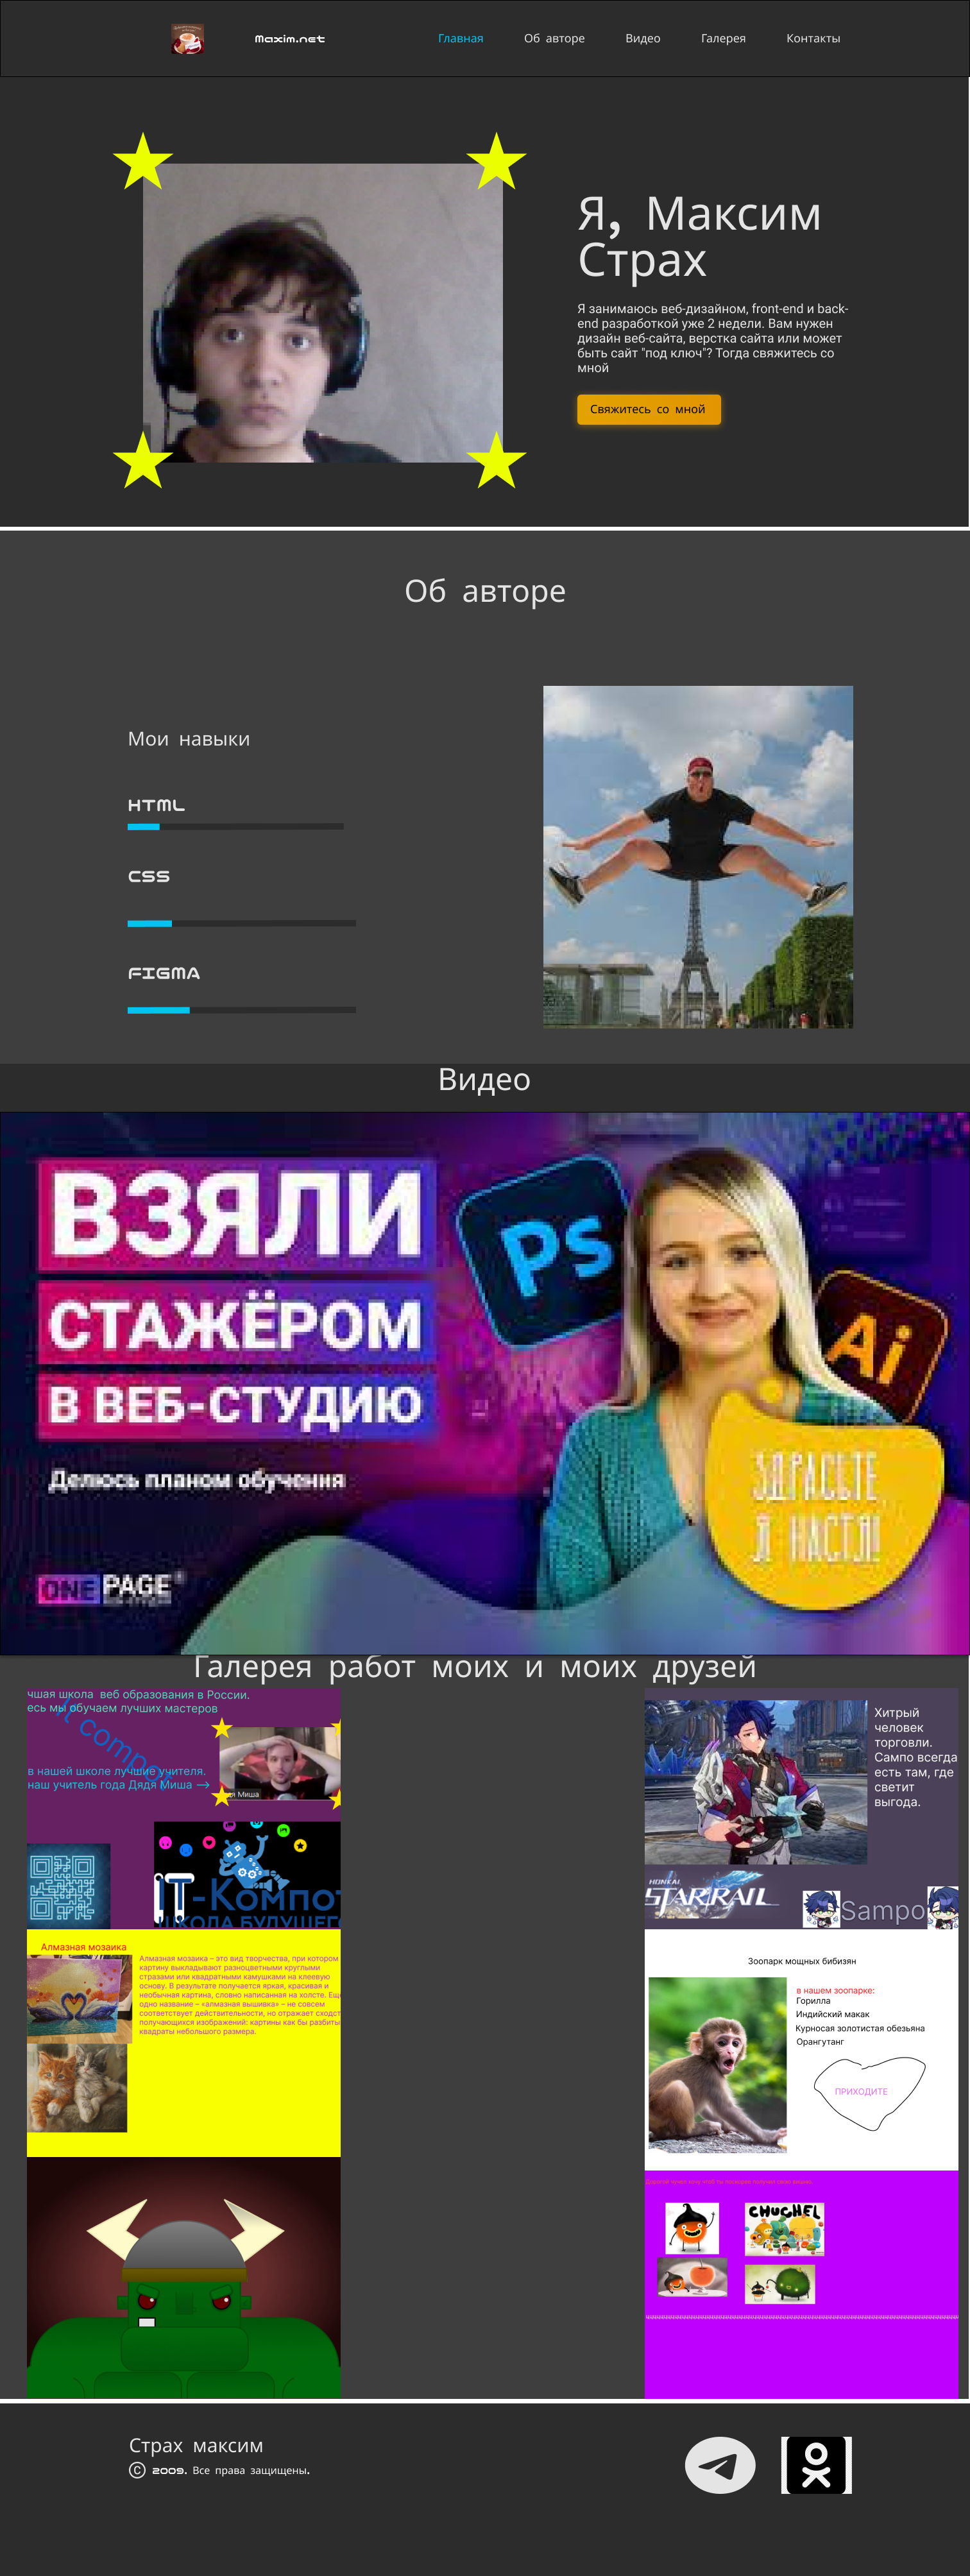 Maxim.net
Главная
Об авторе
Видео
Галерея
Контакты
Я, Максим
Страх
Я занимаюсь веб-дизайном, front-end и back-
end разработкой уже 2 недели. Вам нужен
дизайн веб-сайта, верстка сайта или может
быть сайт "под ключ"? Тогда свяжитесь со
мной
Свяжитесь со мной
Об авторе
Мои навыки
HTML
CSS
FIGMA
Видео
ВЗЯЛИ
СТАЖЁРОМ
В ВЕБ-СТУДИЮ
Делюсь планом обучения
ONE PAGE
Ps
Ai
ЗДРАСЬТЕ,
Я НАСТЯ!
Галерея работ моих и моих друзей
чшая школа веб образования в России.
есь мы обучаем лучших мастеров
it compot
в нашей школе лучшие учителя.
наш учитель года Дядя Миша -->
я Миша
IT-Компот
ШКОЛА БУДУЩЕГО
Алмазная мозаика
Алмазная мозаика – это вид творчества, при котором
картину выкладывают разноцветными круглыми
стразами или квадратными камушками на клеевую
основу. В результате получается яркая, красивая и
необычная картина, словно написанная на холсте. Ещ
одно название – «алмазная вышивка» – не совсем
соответствует действительности, но отражает сходст
получающихся изображений: картины как бы разбиты
квадраты небольшого размера.
Хитрый
человек
торговли.
Сампо всегда
есть там, где
светит
выгода.
HONKAI
STAR RAIL
Sampo
Зоопарк мощных бибизян
в нашем зоопарке:
Горилла
Индийский макак
Курносая золотистая обезьяна
Орангутанг
ПРИХОДИТЕ
CHUCHEL
Страх максим
© 2009. Все права защищены.